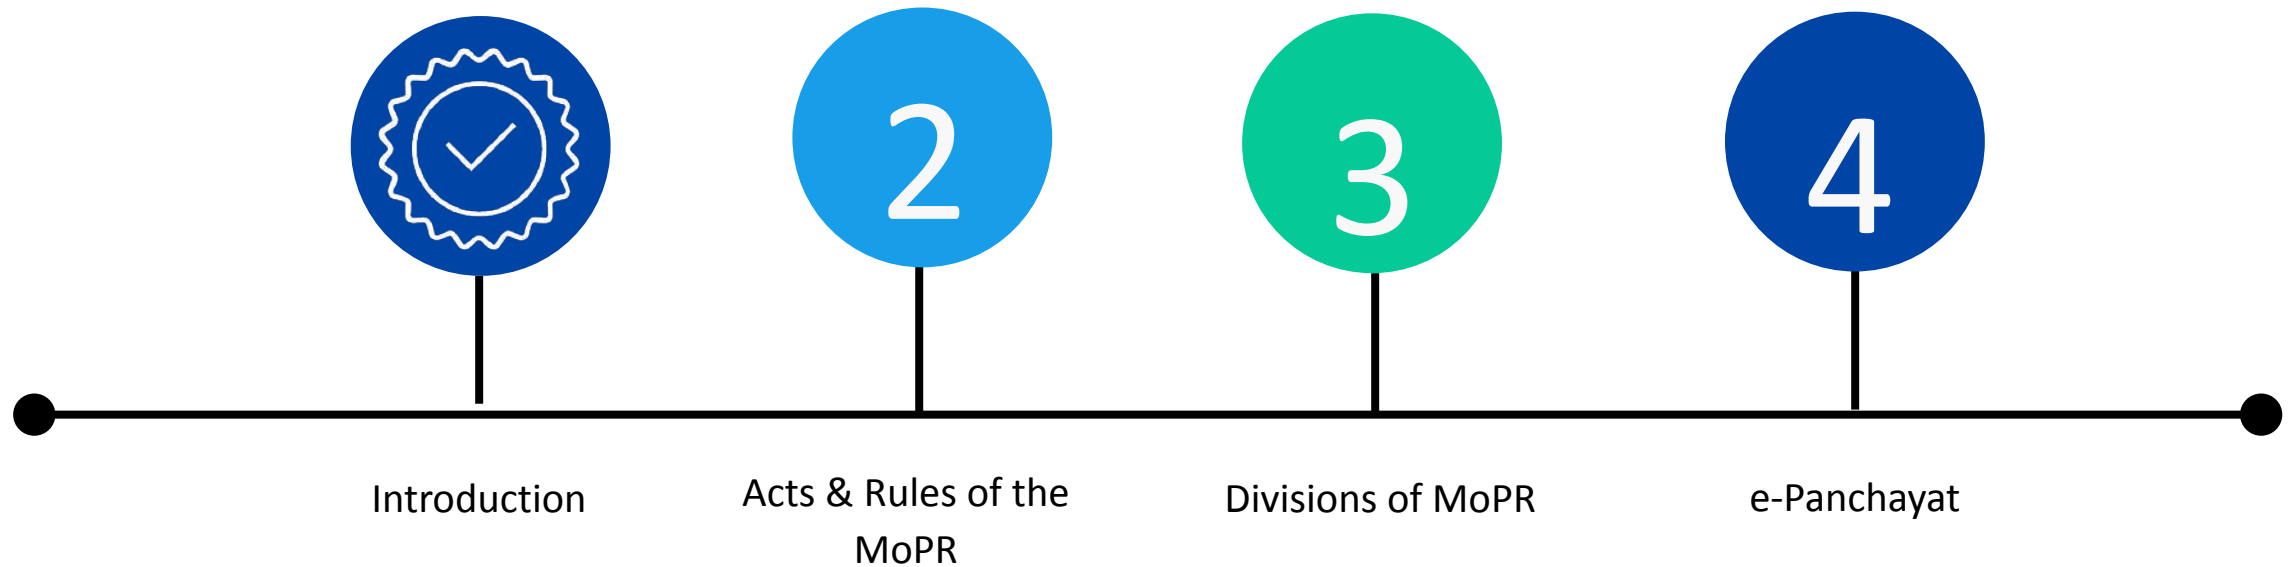 2
3
4
Introduction
Acts & Rules of the
MoPR
Divisions of MoPR
e-Panchayat